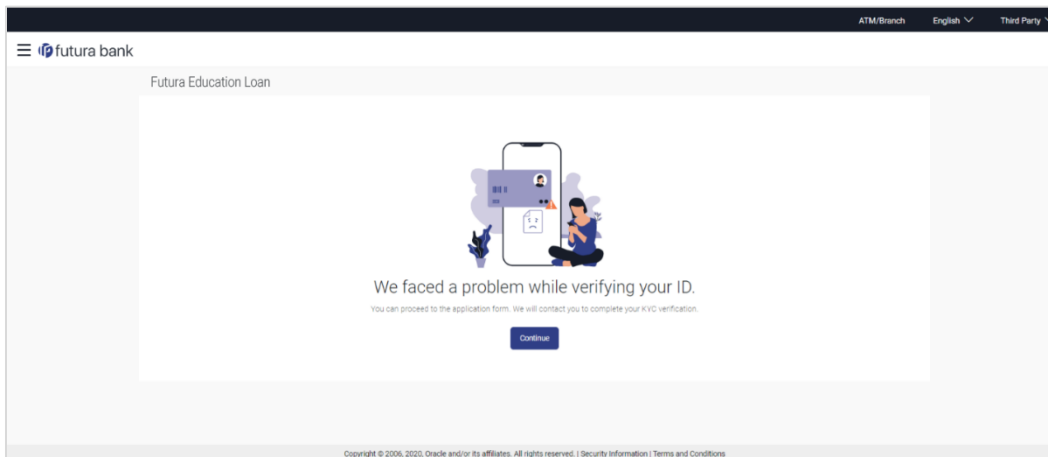 ATM/Branch English Third Party
futura bank
Futura Education Loan
We faced a problem while verifying your ID.
You can proceed to the application form. We will contact you to complete your KYC verification.
Continue
Copyright © 2006, 2020, Oracle and/or its affiliates. All rights reserved. | Security Information | Terms and Conditions